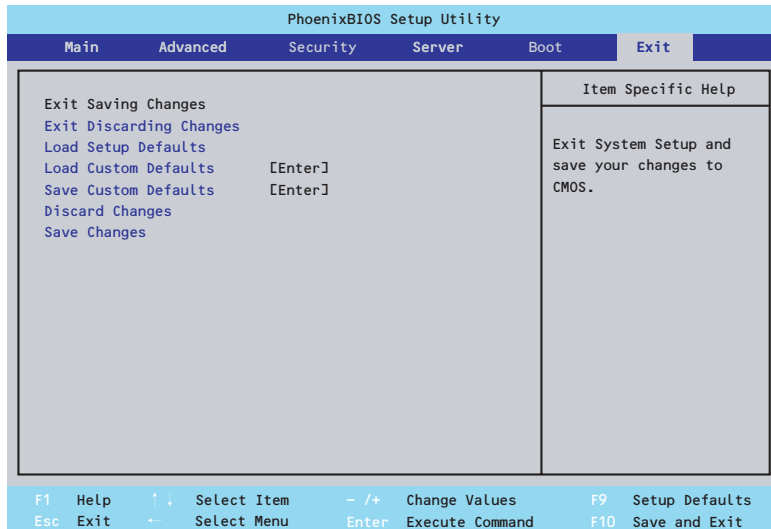 PhoenixBIOS Setup Utility
Main Advanced Security Server Boot Exit
Item Specific Help
Exit Saving Changes
Exit Discarding Changes
Load Setup Defaults
Load Custom Defaults [Enter]
Save Custom Defaults [Enter]
Discard Changes
Save Changes
Exit System Setup and
save your changes to
CMOS.
F1 Help ↑↓ Select Item - /+ Change Values F9 Setup Defaults
Esc Exit ← Select Menu Enter Execute Command F10 Save and Exit